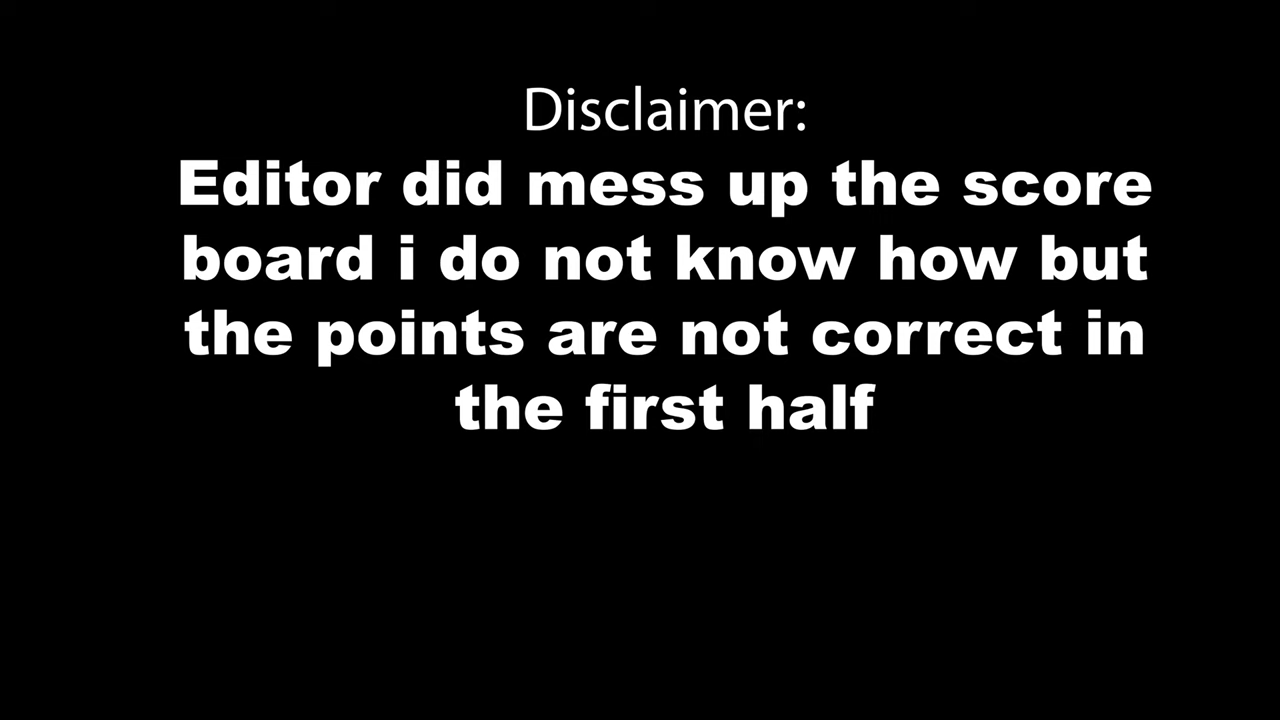 Disclaimer:
Editor did mess up the score
board i do not know how but
the points are not correct in
the first half